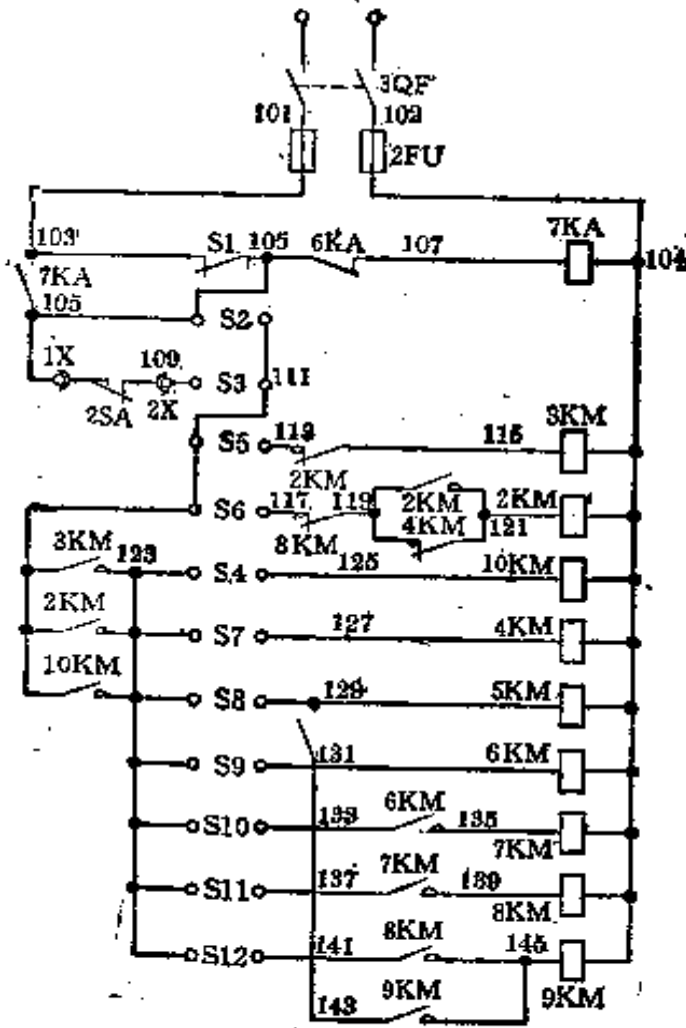 3QF
101 102
2FU
103 S1 105 6KA 107 7KA
104
7KA
105
S2
1X 109 S3 111
2SA 2X
3KM
S5 113 115
2KM
S6 117 119 2KM 2KM
8KM 4KM 121
3KM 123 S4 125 10KM
2KM S7 127 4KM
10KM S8 129 5KM
S9 131 6KM
S10 133 6KM 135
7KM
S11 137 7KM 139
8KM
S12 141 8KM 145
143 9KM 9KM